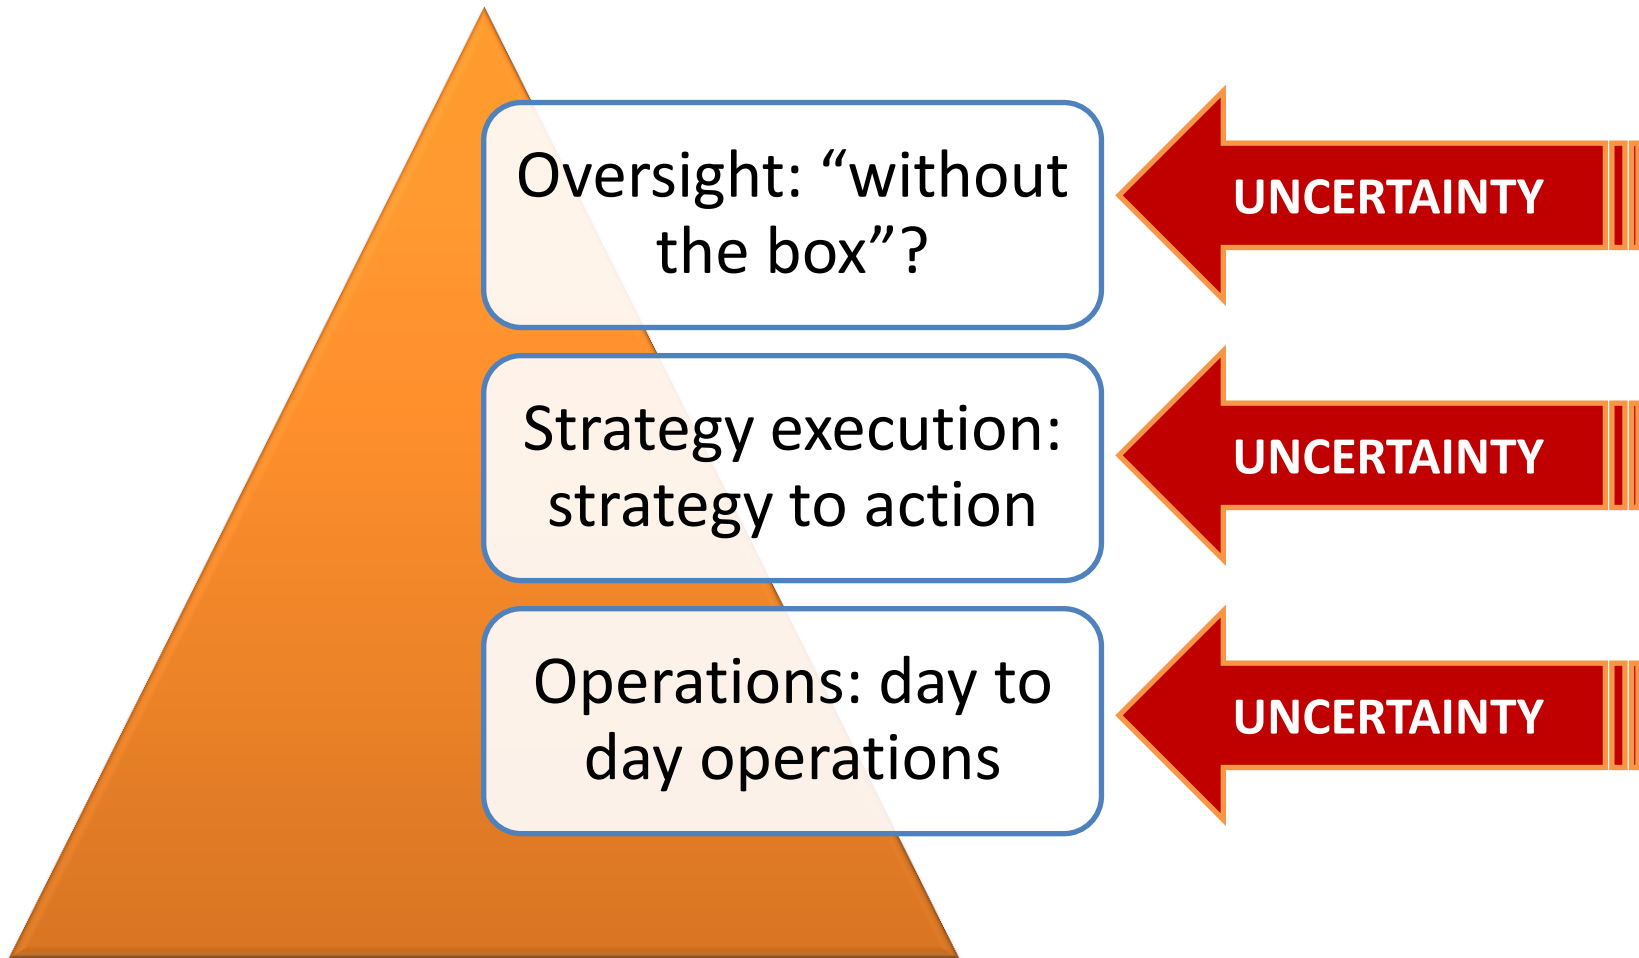 Oversight: “without
the box”?
UNCERTAINTY
Strategy execution:
strategy to action
UNCERTAINTY
Operations: day to
day operations
UNCERTAINTY